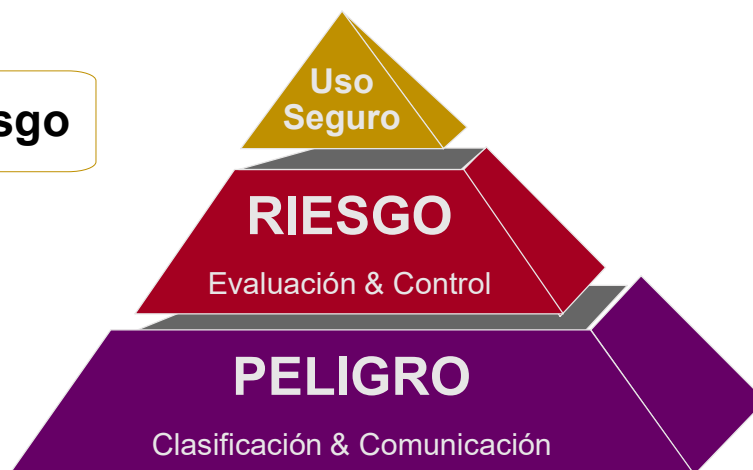 Uso
Seguro
sgo
RIESGO
Evaluación & Control
PELIGRO
Clasificación & Comunicación